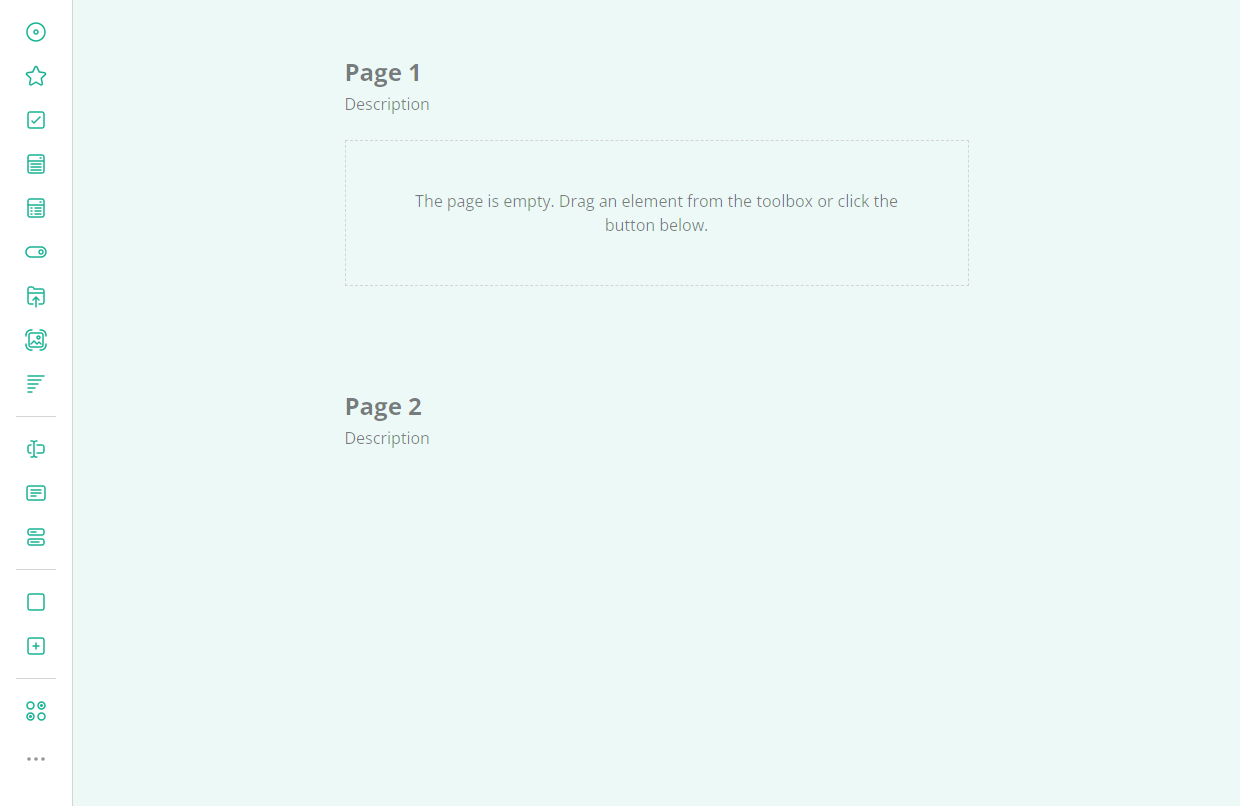 Page 1
Description
The page is empty. Drag an element from the toolbox or click the
button below.
Page 2
Description